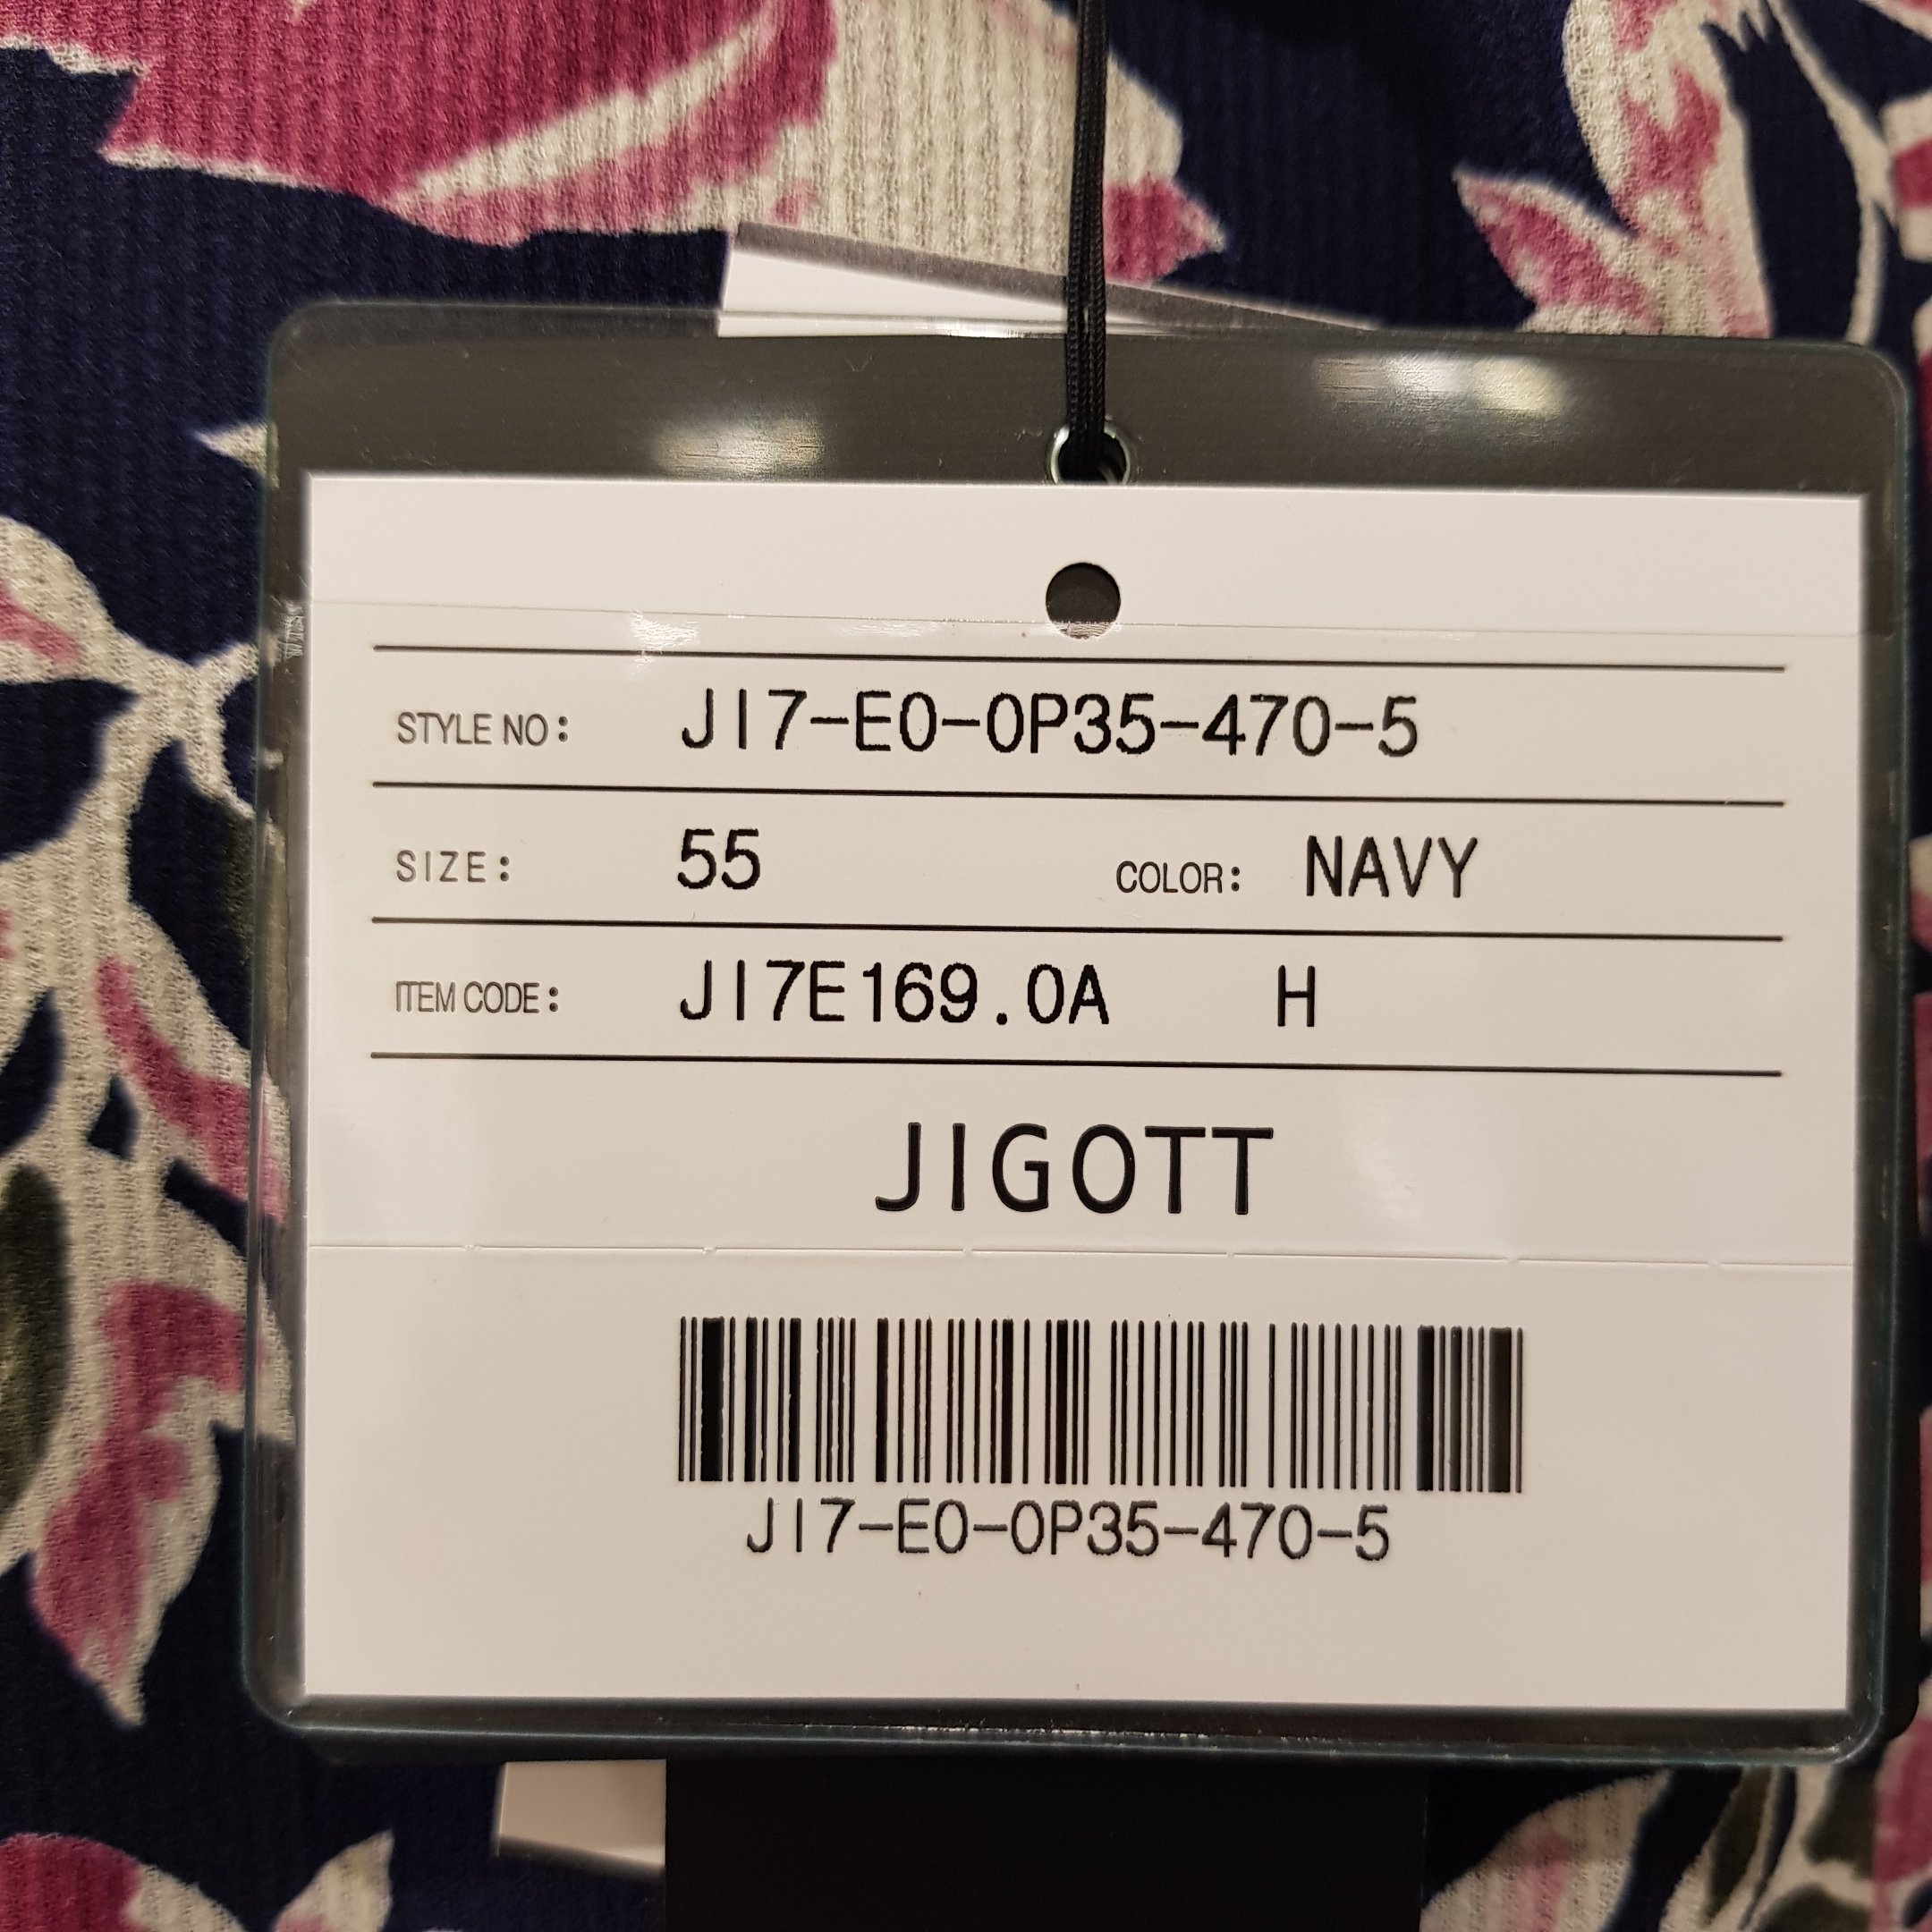 STYLE NO: JI7-E0-0P35-470-5
SIZE: 55 COLOR: NAVY
ITEM CODE: JI7E169.0A H
JIGOTT
JI7-E0-0P35-470-5